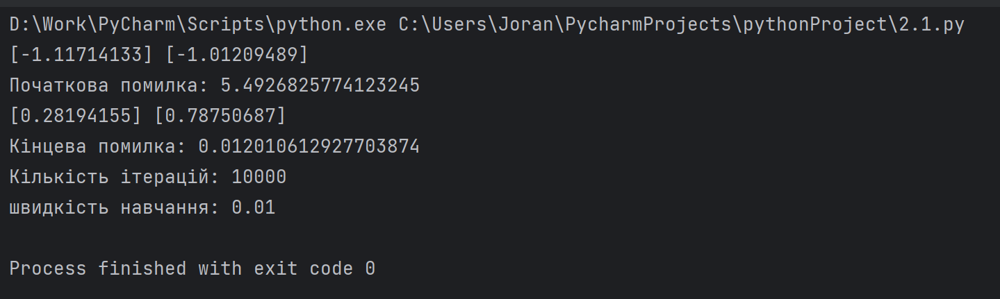 D:\Work\PyCharm\Scripts\python.exe C:\Users\Joran\PycharmProjects\pythonProject\2.1.py
[-1.11714133] [-1.01209489]
Початкова помилка: 5.4926825774123245
[0.28194155] [0.78750687]
Кінцева помилка: 0.012010612927703874
Кількість ітерацій: 10000
швидкість навчання: 0.01
Process finished with exit code 0